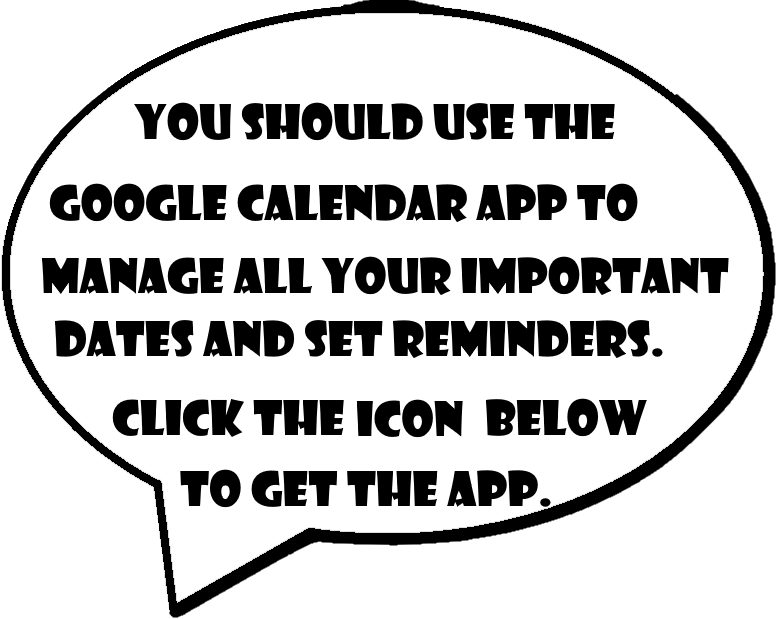 YOU SHOULD USE THE
GOOGLE CALENDAR APP TO
MANAGE ALL YOUR IMPORTANT
DATES AND SET REMINDERS.
CLICK THE ICON BELOW
TO GET THE APP.